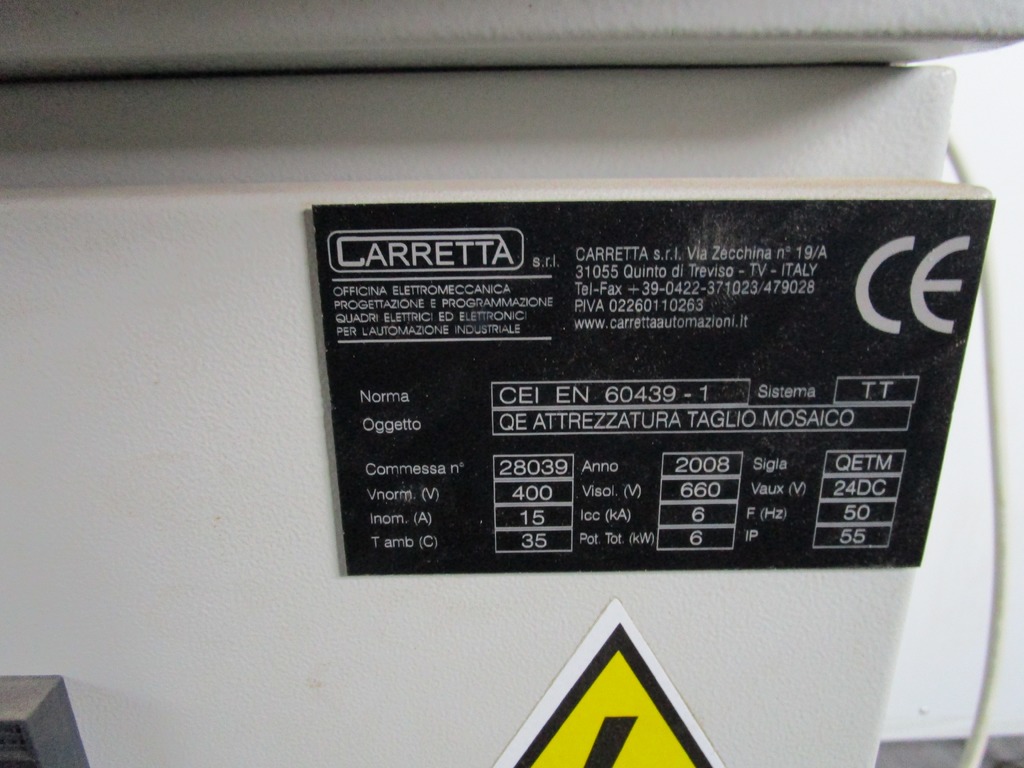 CARRETTA s.r.l.
OFFICINA ELETTROMECCANICA
PROGETTAZIONE E PROGRAMMAZIONE
QUADRI ELETTRICI ED ELETTRONICI
PER L'AUTOMAZIONE INDUSTRIALE
CARRETTA s.r.l. Via Zecchina n° 19/A
31055 Quinto di Treviso - TV - ITALY
Tel-Fax +39-0422-371023/479028
P.IVA 02260110263
www.carrettaautomazioni.it
CE
Norma CEI EN 60439-1 Sistema TT
Oggetto QE ATTREZZATURA TAGLIO MOSAICO
Commessa n° 28039 Anno 2008 Sigla QETM
Vnorm. (V) 400 Visol. (V) 660 Vaux (V) 24DC
Inom. (A) 15 Icc (kA) 6 F (Hz) 50
T amb (C) 35 Pot. Tot. (kW) 6 IP 55